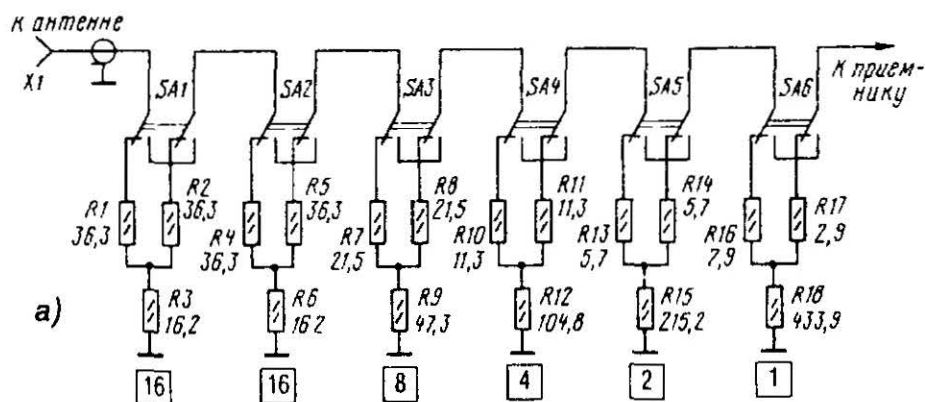 К антенне
X1
SA1
SA2
SA3
SA4
SA5
SA6
К прием-
нику
R1
36,3
R2
36,3
R3
16,2
R4
36,3
R5
36,3
R6
16 2
R7
21,5
R8
21,5
R9
47,3
R10
11,3
R11
11,3
R12
104,8
R13
5,7
R14
5,7
R15
215,2
R16
7,9
R17
2,9
R18
433,9
а)
16
16
8
4
2
1